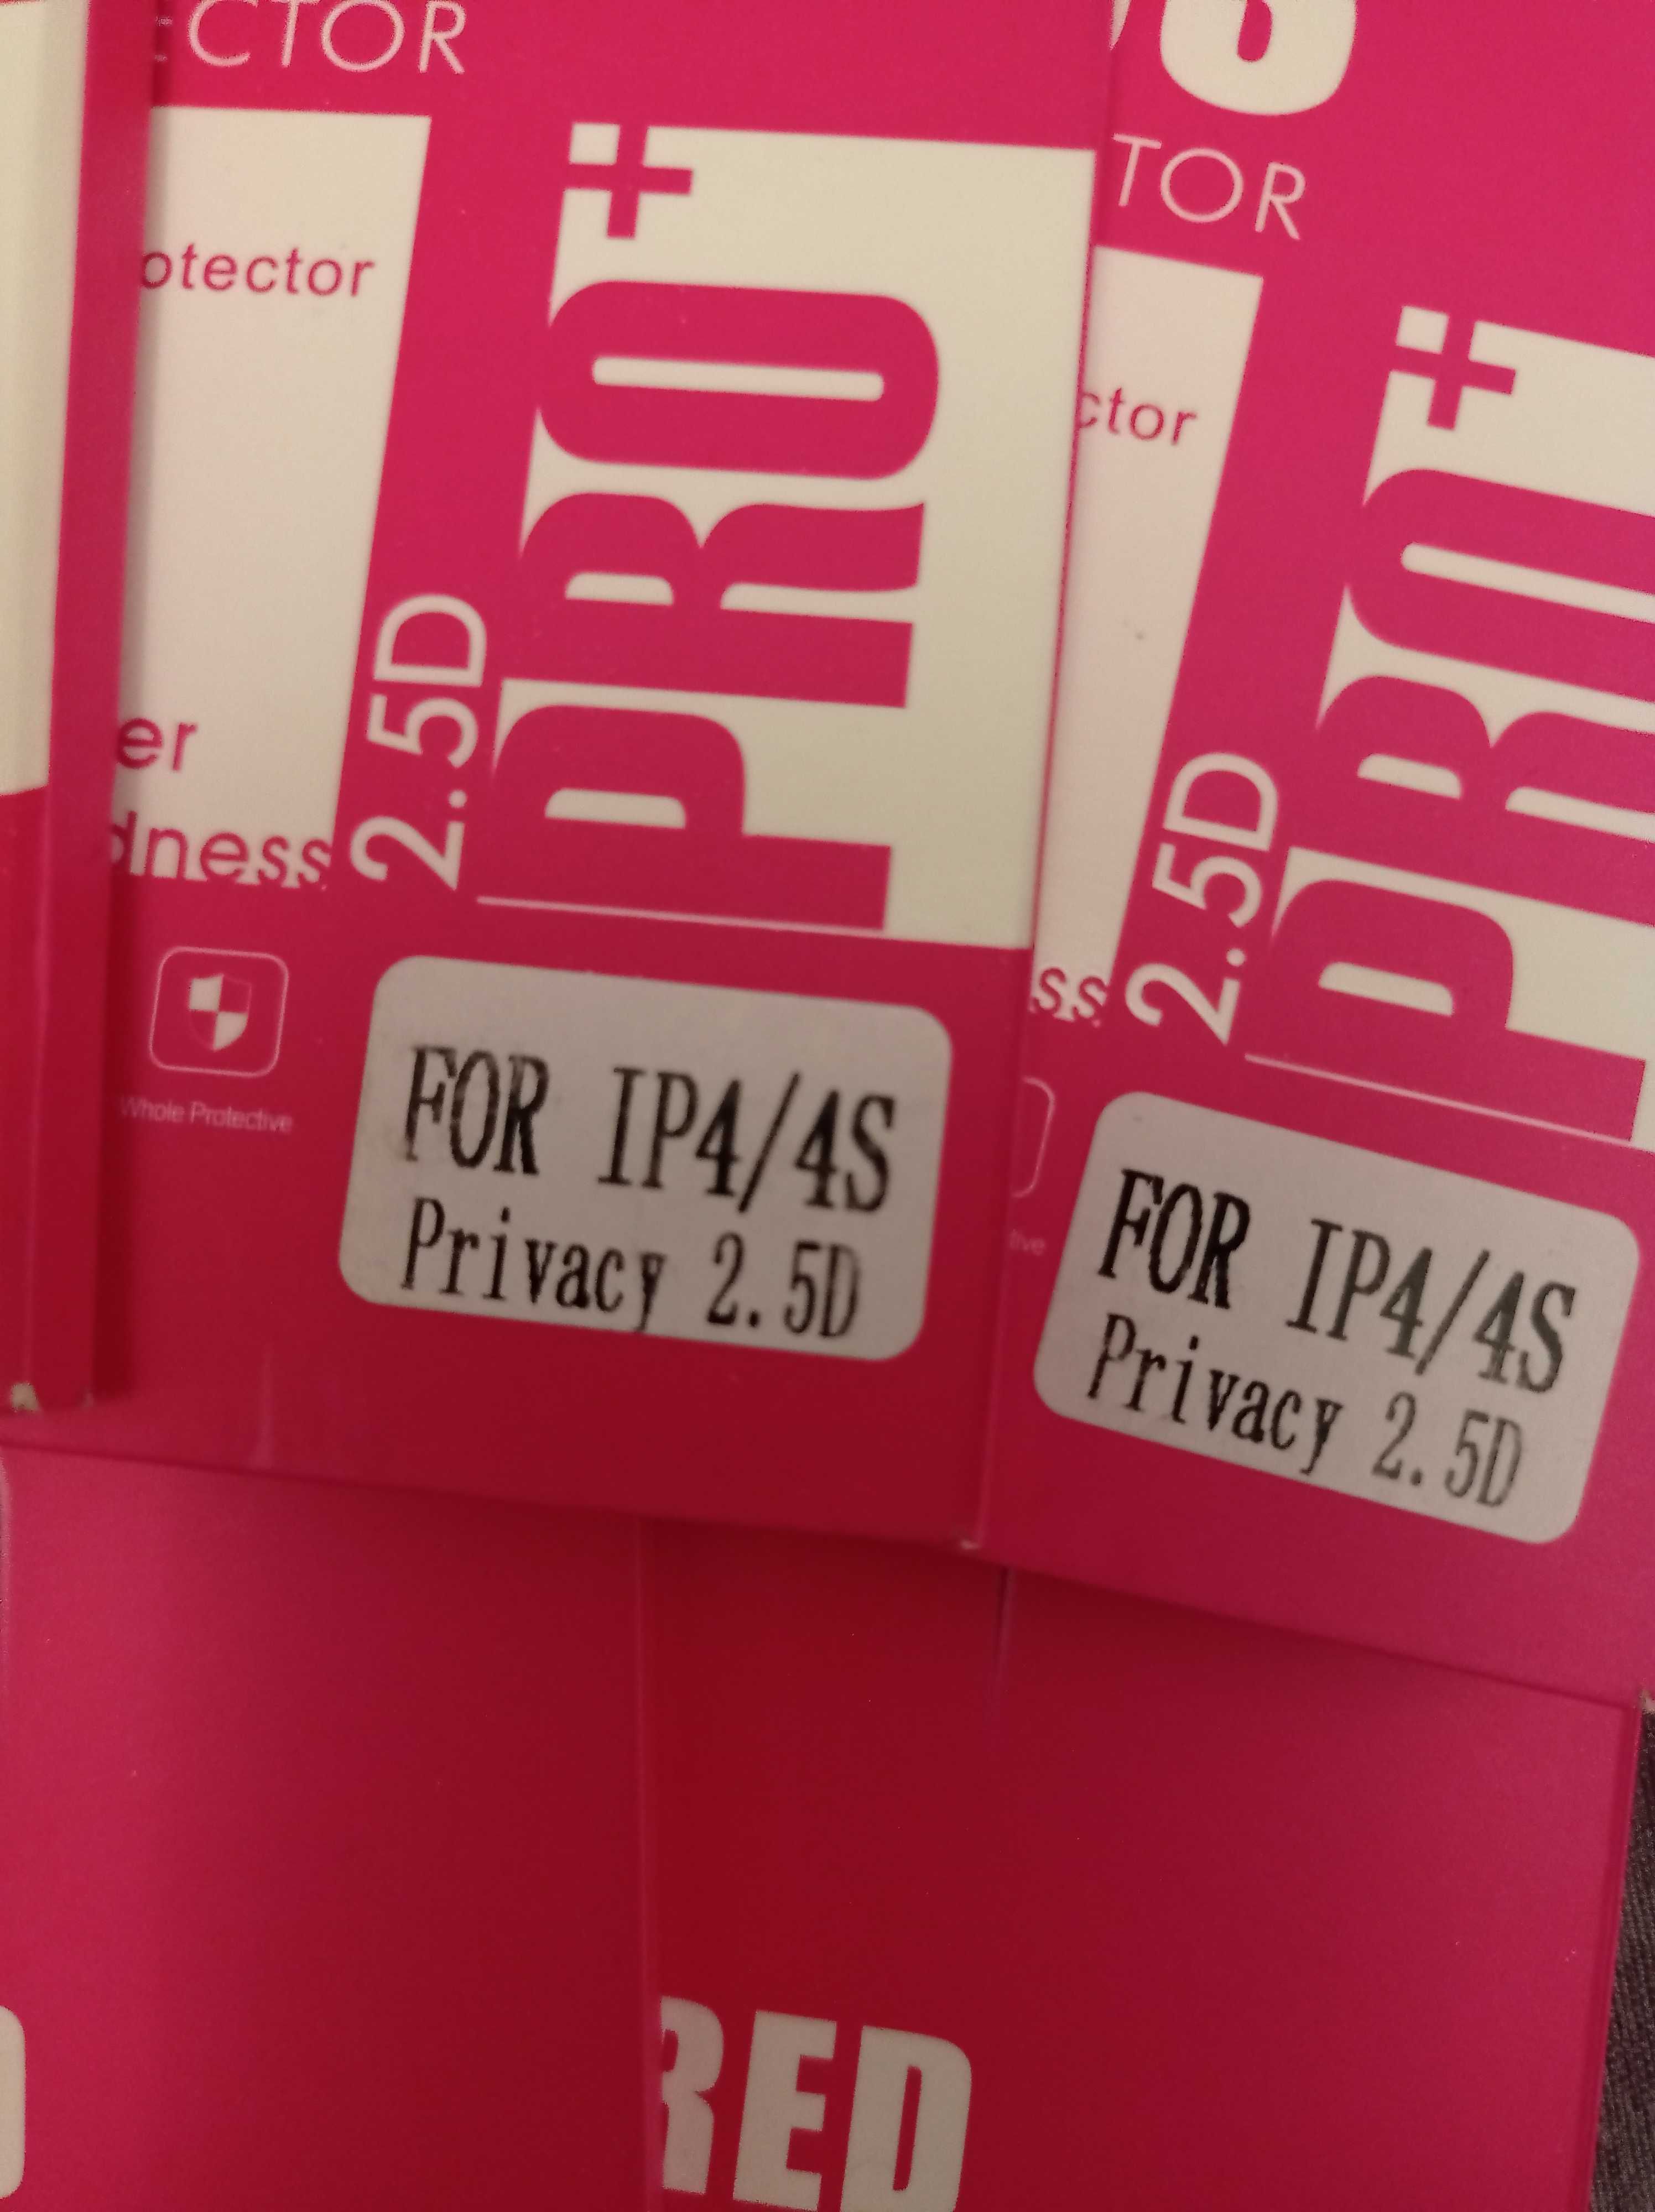 ECTOR
otector
er
dness
2.5D
PRO+
Whole Protective
FOR IP4/4S
Privacy 2.5D
TOR
ctor
ss
2.5D
PRO+
tive
FOR IP4/4S
Privacy 2.5D
RED